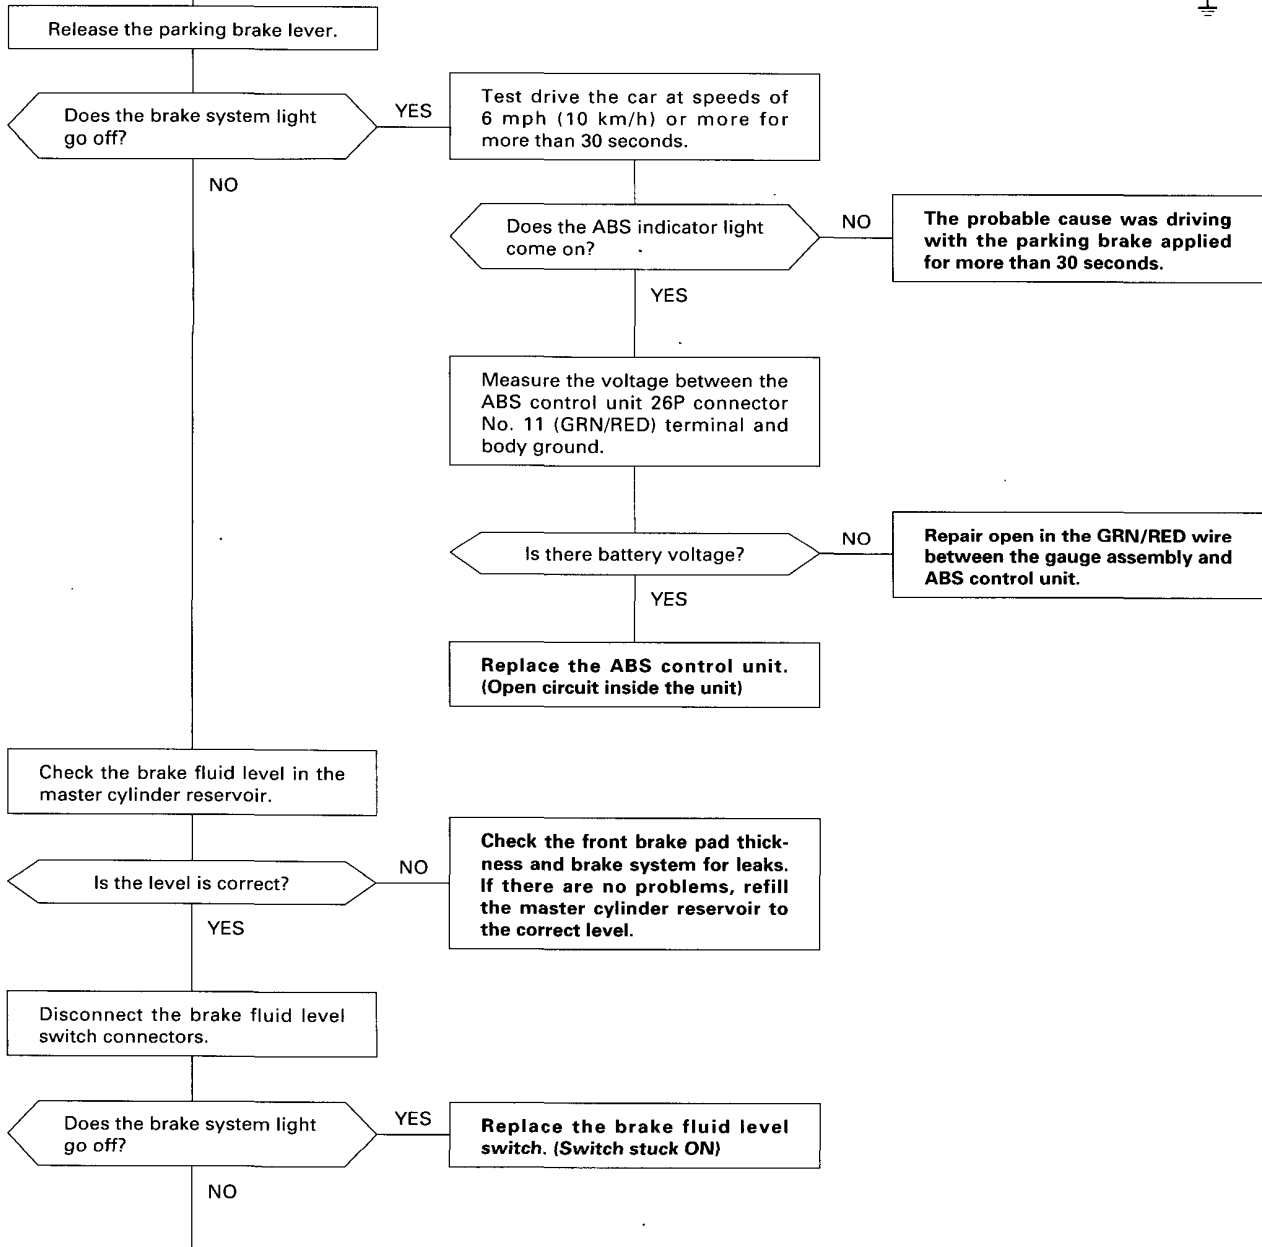 Release the parking brake lever.
Does the brake system light
go off?
YES
Test drive the car at speeds of
6 mph (10 km/h) or more for
more than 30 seconds.
NO
Does the ABS indicator light
come on?
NO
The probable cause was driving
with the parking brake applied
for more than 30 seconds.
YES
Measure the voltage between the
ABS control unit 26P connector
No. 11 (GRN/RED) terminal and
body ground.
Is there battery voltage?
NO
Repair open in the GRN/RED wire
between the gauge assembly and
ABS control unit.
YES
Replace the ABS control unit.
(Open circuit inside the unit)
Check the brake fluid level in the
master cylinder reservoir.
Is the level is correct?
NO
Check the front brake pad thick-
ness and brake system for leaks.
If there are no problems, refill
the master cylinder reservoir to
the correct level.
YES
Disconnect the brake fluid level
switch connectors.
Does the brake system light
go off?
YES
Replace the brake fluid level
switch. (Switch stuck ON)
NO